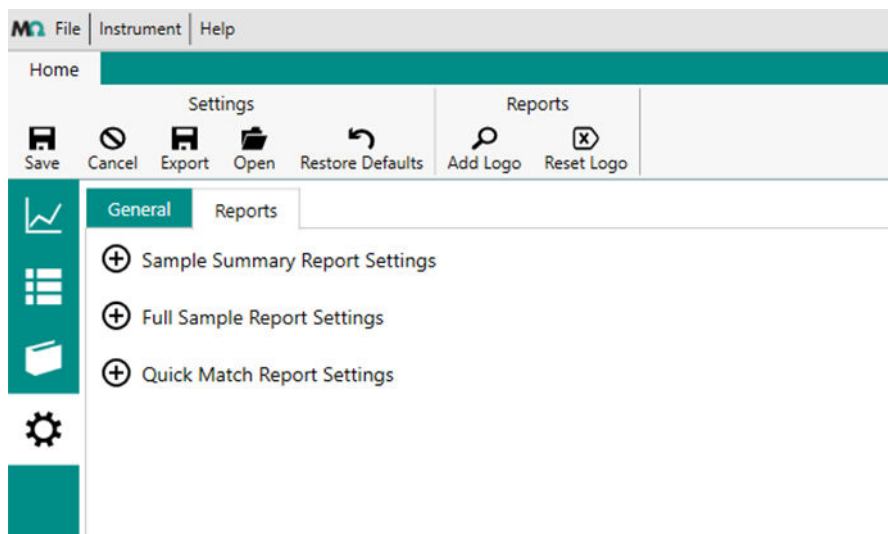 MΩ File Instrument Help
Home
Settings Reports
Save Cancel Export Open Restore Defaults Add Logo Reset Logo
General Reports
Sample Summary Report Settings
Full Sample Report Settings
Quick Match Report Settings